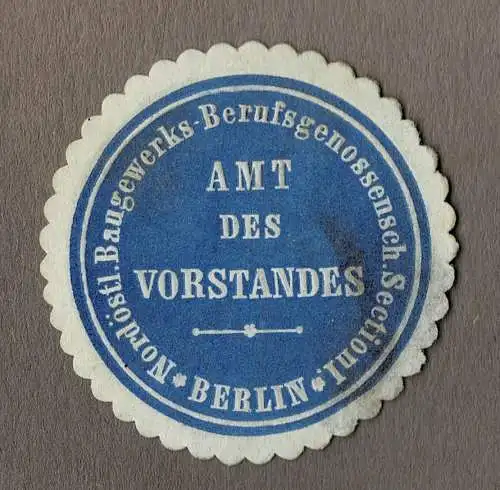 Nordöstl. Baugewerks-Berufsgenossensch. Section I.
AMT
DES
VORSTANDES
* BERLIN *